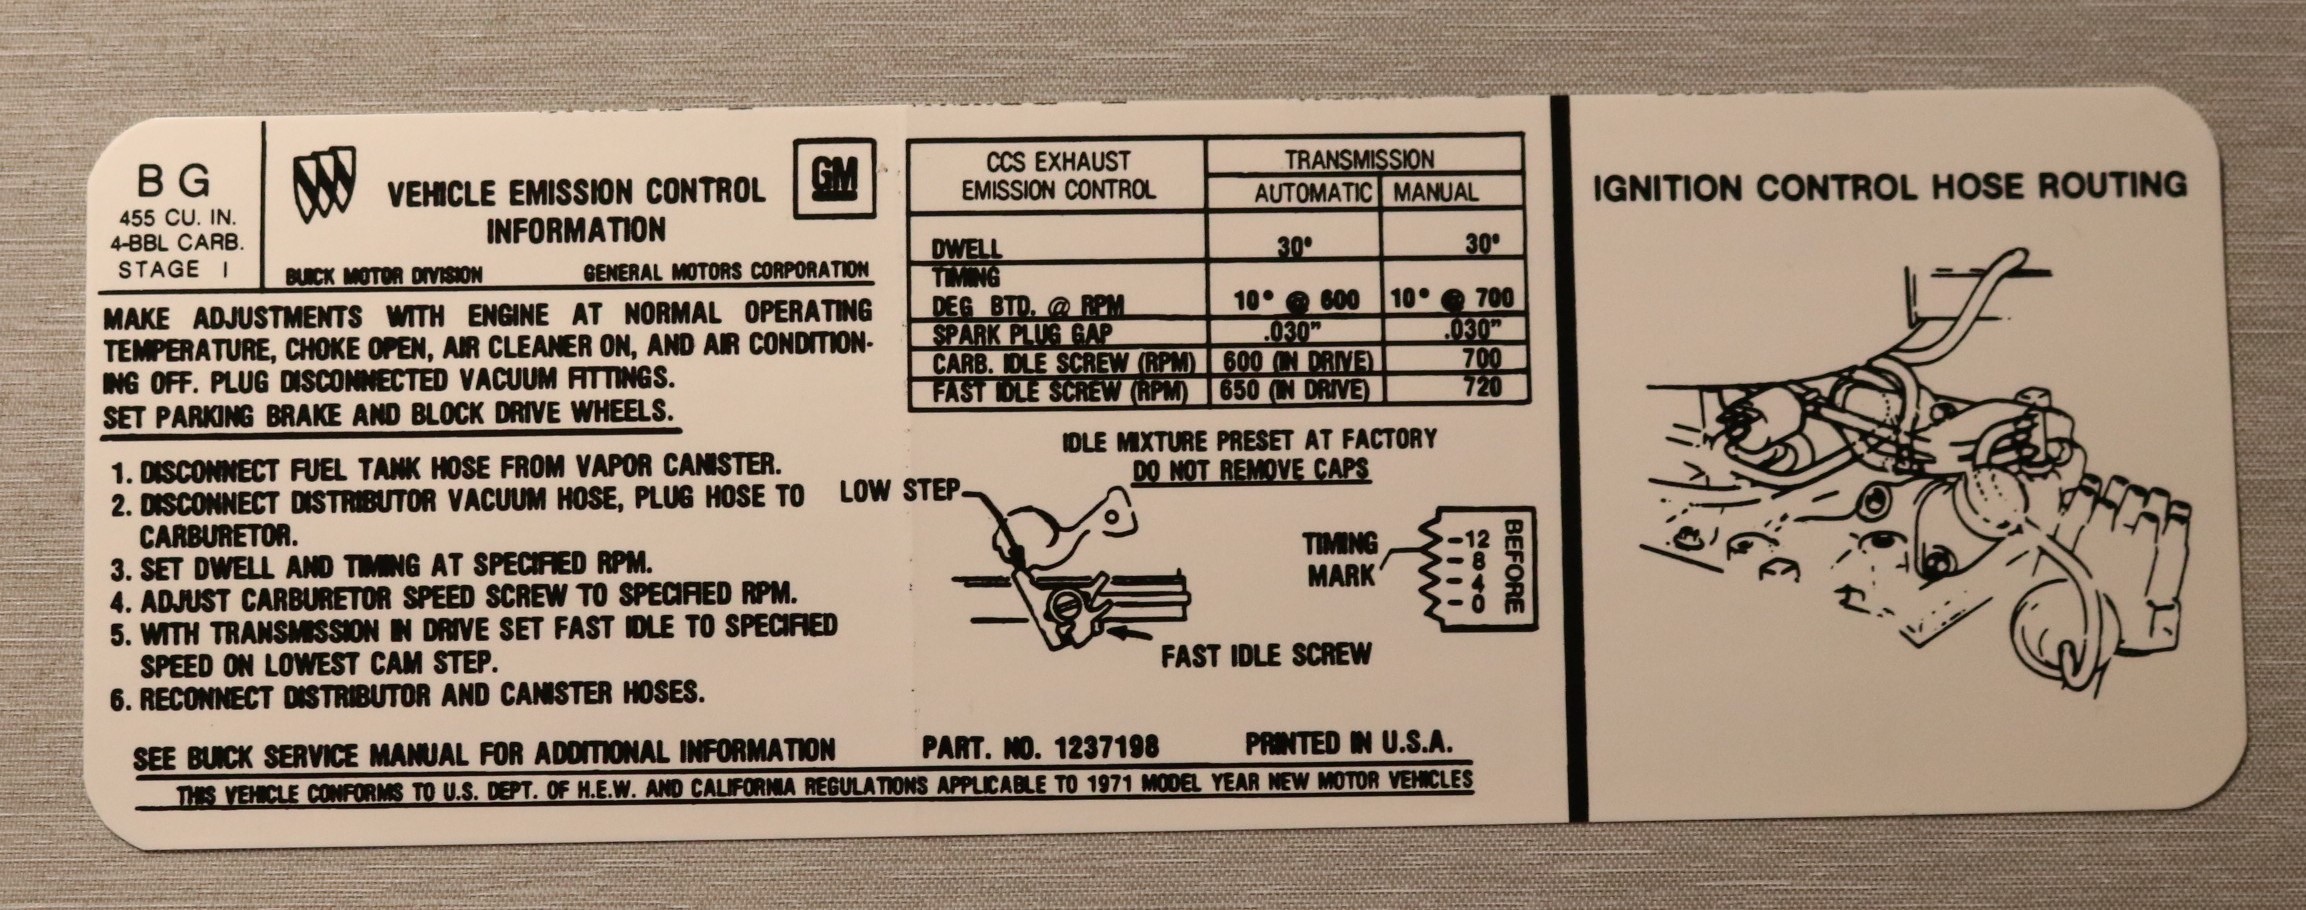 BG
455 CU. IN.
4-BBL CARB.
STAGE I
VEHICLE EMISSION CONTROL
INFORMATION
GM
BUICK MOTOR DIVISION GENERAL MOTORS CORPORATION
MAKE ADJUSTMENTS WITH ENGINE AT NORMAL OPERATING
TEMPERATURE, CHOKE OPEN, AIR CLEANER ON, AND AIR CONDITION-
ING OFF. PLUG DISCONNECTED VACUUM FITTINGS.
SET PARKING BRAKE AND BLOCK DRIVE WHEELS.
1. DISCONNECT FUEL TANK HOSE FROM VAPOR CANISTER.
2. DISCONNECT DISTRIBUTOR VACUUM HOSE, PLUG HOSE TO
CARBURETOR.
3. SET DWELL AND TIMING AT SPECIFIED RPM.
4. ADJUST CARBURETOR SPEED SCREW TO SPECIFIED RPM.
5. WITH TRANSMISSION IN DRIVE SET FAST IDLE TO SPECIFIED
SPEED ON LOWEST CAM STEP.
6. RECONNECT DISTRIBUTOR AND CANISTER HOSES.
CCS EXHAUST
EMISSION CONTROL
TRANSMISSION
AUTOMATIC MANUAL
DWELL 30° 30°
TIMING
DEG BTD. @ RPM 10° @ 600 10° @ 700
SPARK PLUG GAP .030" .030"
CARB. IDLE SCREW (RPM) 600 (IN DRIVE) 700
FAST IDLE SCREW (RPM) 650 (IN DRIVE) 720
IDLE MIXTURE PRESET AT FACTORY
DO NOT REMOVE CAPS
LOW STEP
FAST IDLE SCREW
TIMING
MARK
12
8
4
0
BEFORE
SEE BUICK SERVICE MANUAL FOR ADDITIONAL INFORMATION PART. NO. 1237198 PRINTED IN U.S.A.
THIS VEHICLE CONFORMS TO U.S. DEPT. OF H.E.W. AND CALIFORNIA REGULATIONS APPLICABLE TO 1971 MODEL YEAR NEW MOTOR VEHICLES
IGNITION CONTROL HOSE ROUTING